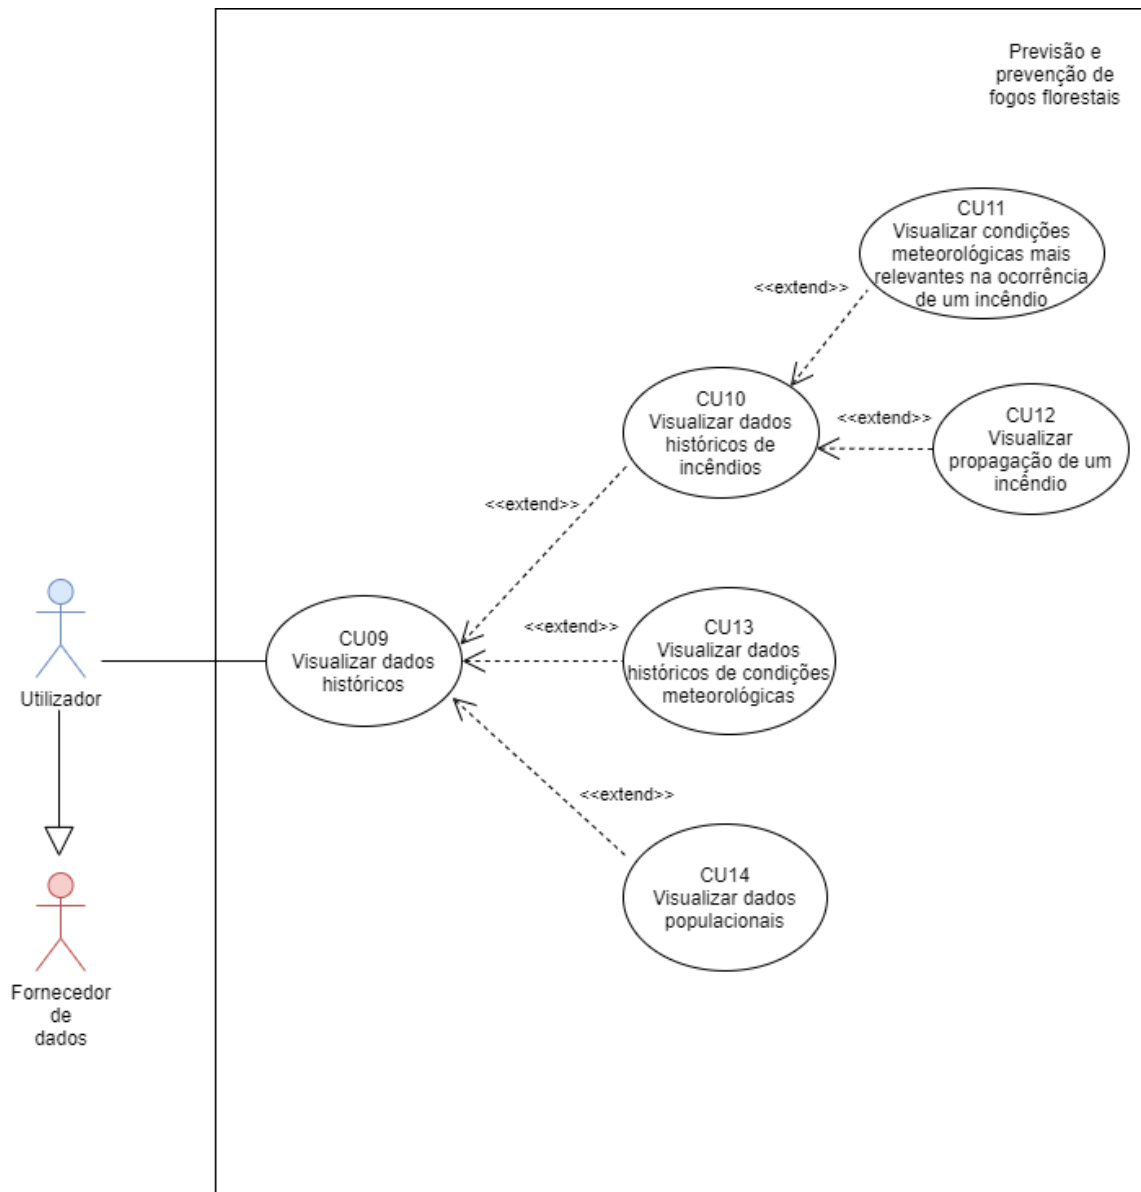 Previsão e
prevenção de
fogos florestais
CU11
Visualizar condições
meteorológicas mais
relevantes na ocorrência
de um incêndio
<<extend>>
CU10
Visualizar dados
históricos de
incêndios
<<extend>>
CU12
Visualizar
propagação de um
incêndio
<<extend>>
CU09
Visualizar dados
históricos
<<extend>>
CU13
Visualizar dados
históricos de condições
meteorológicas
Utilizador
<<extend>>
CU14
Visualizar dados
populacionais
Fornecedor
de
dados